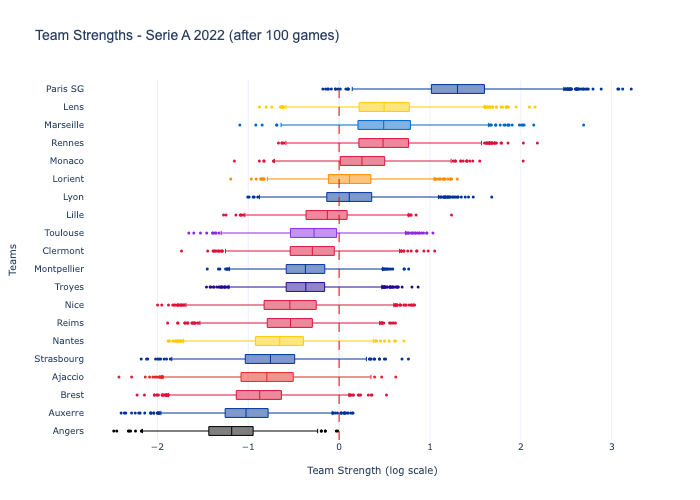 Team Strengths - Serie A 2022 (after 100 games)
Paris SG
Lens
Marseille
Rennes
Monaco
Lorient
Lyon
Lille
Toulouse
Clermont
Montpellier
Troyes
Nice
Reims
Nantes
Strasbourg
Ajaccio
Brest
Auxerre
Angers
Teams
−2 −1 0 1 2 3
Team Strength (log scale)